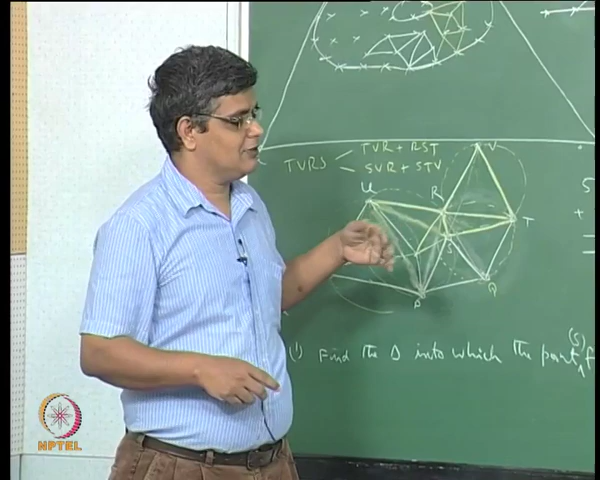 TVR + RST
TVRS
SVR + STV
V
U
R
T
S
Q
P
(1) Find the Δ into which the point
(S)
S
+
NPTEL